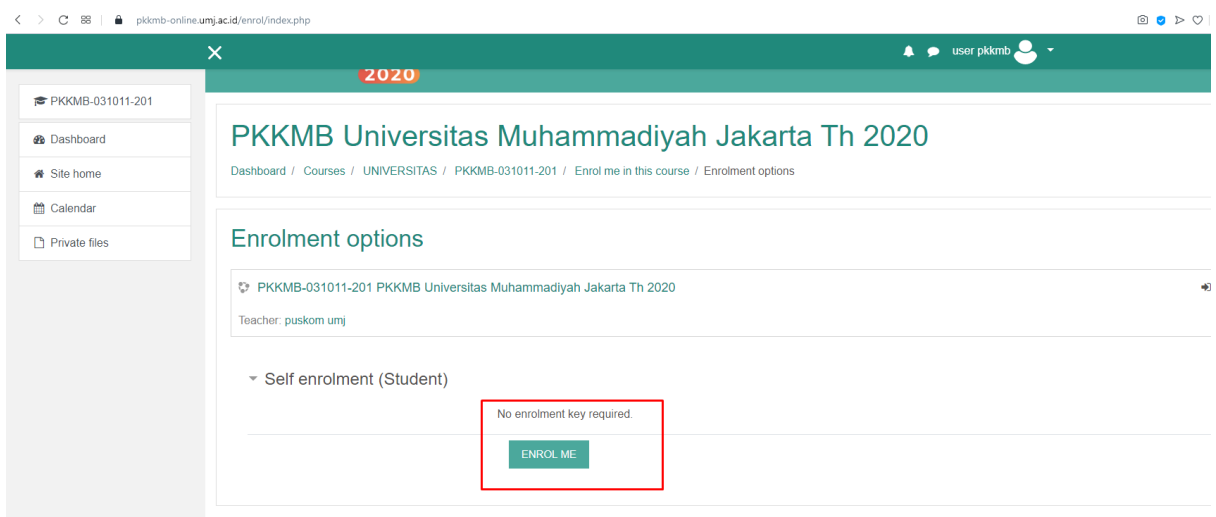 pkkmb-online.umj.ac.id/enrol/index.php
user pkkmb
2020
PKKMB-031011-201
Dashboard
Site home
Calendar
Private files
PKKMB Universitas Muhammadiyah Jakarta Th 2020
Dashboard / Courses / UNIVERSITAS / PKKMB-031011-201 / Enrol me in this course / Enrolment options
Enrolment options
PKKMB-031011-201 PKKMB Universitas Muhammadiyah Jakarta Th 2020
Teacher: puskom umj
Self enrolment (Student)
No enrolment key required.
ENROL ME